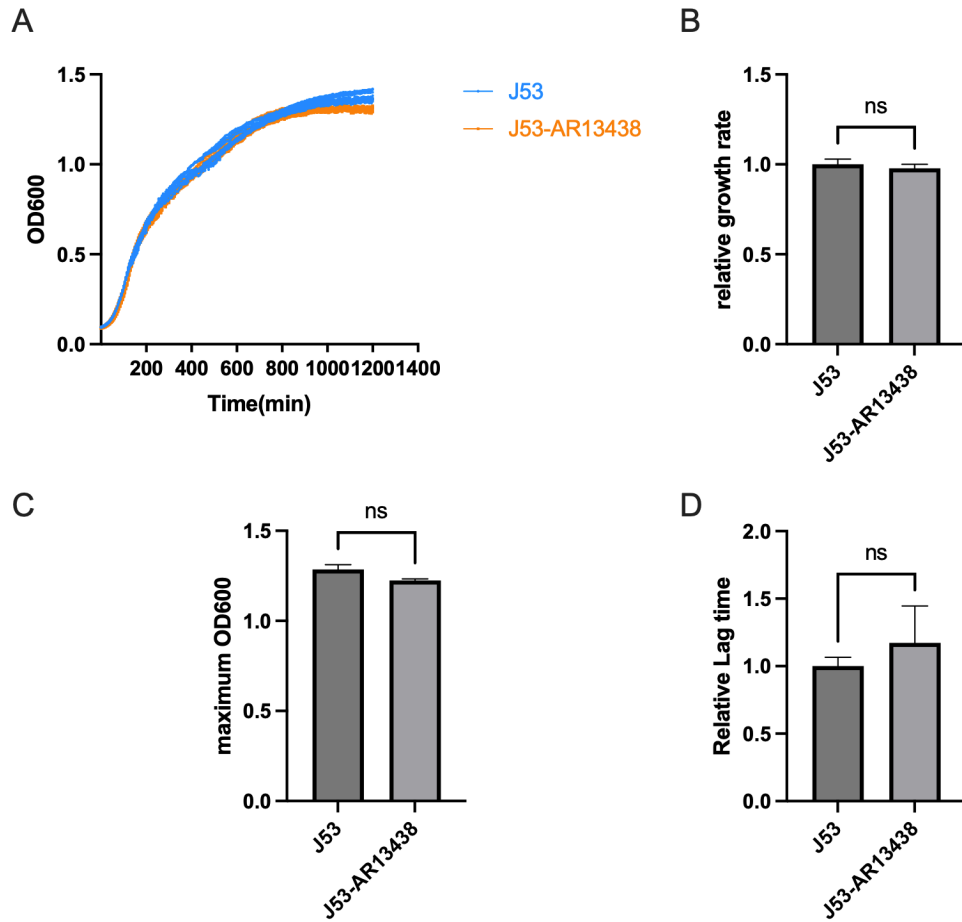 A
OD600
1.5
1.0
0.5
0.0
200 400 600 800 1000 1200 1400
Time(min)
J53
J53-AR13438
B
relative growth rate
1.5
1.0
0.5
0.0
ns
J53
J53-AR13438
C
maximum OD600
1.5
1.0
0.5
0.0
ns
J53
J53-AR13438
D
Relative Lag time
2.0
1.5
1.0
0.5
0.0
ns
J53
J53-AR13438